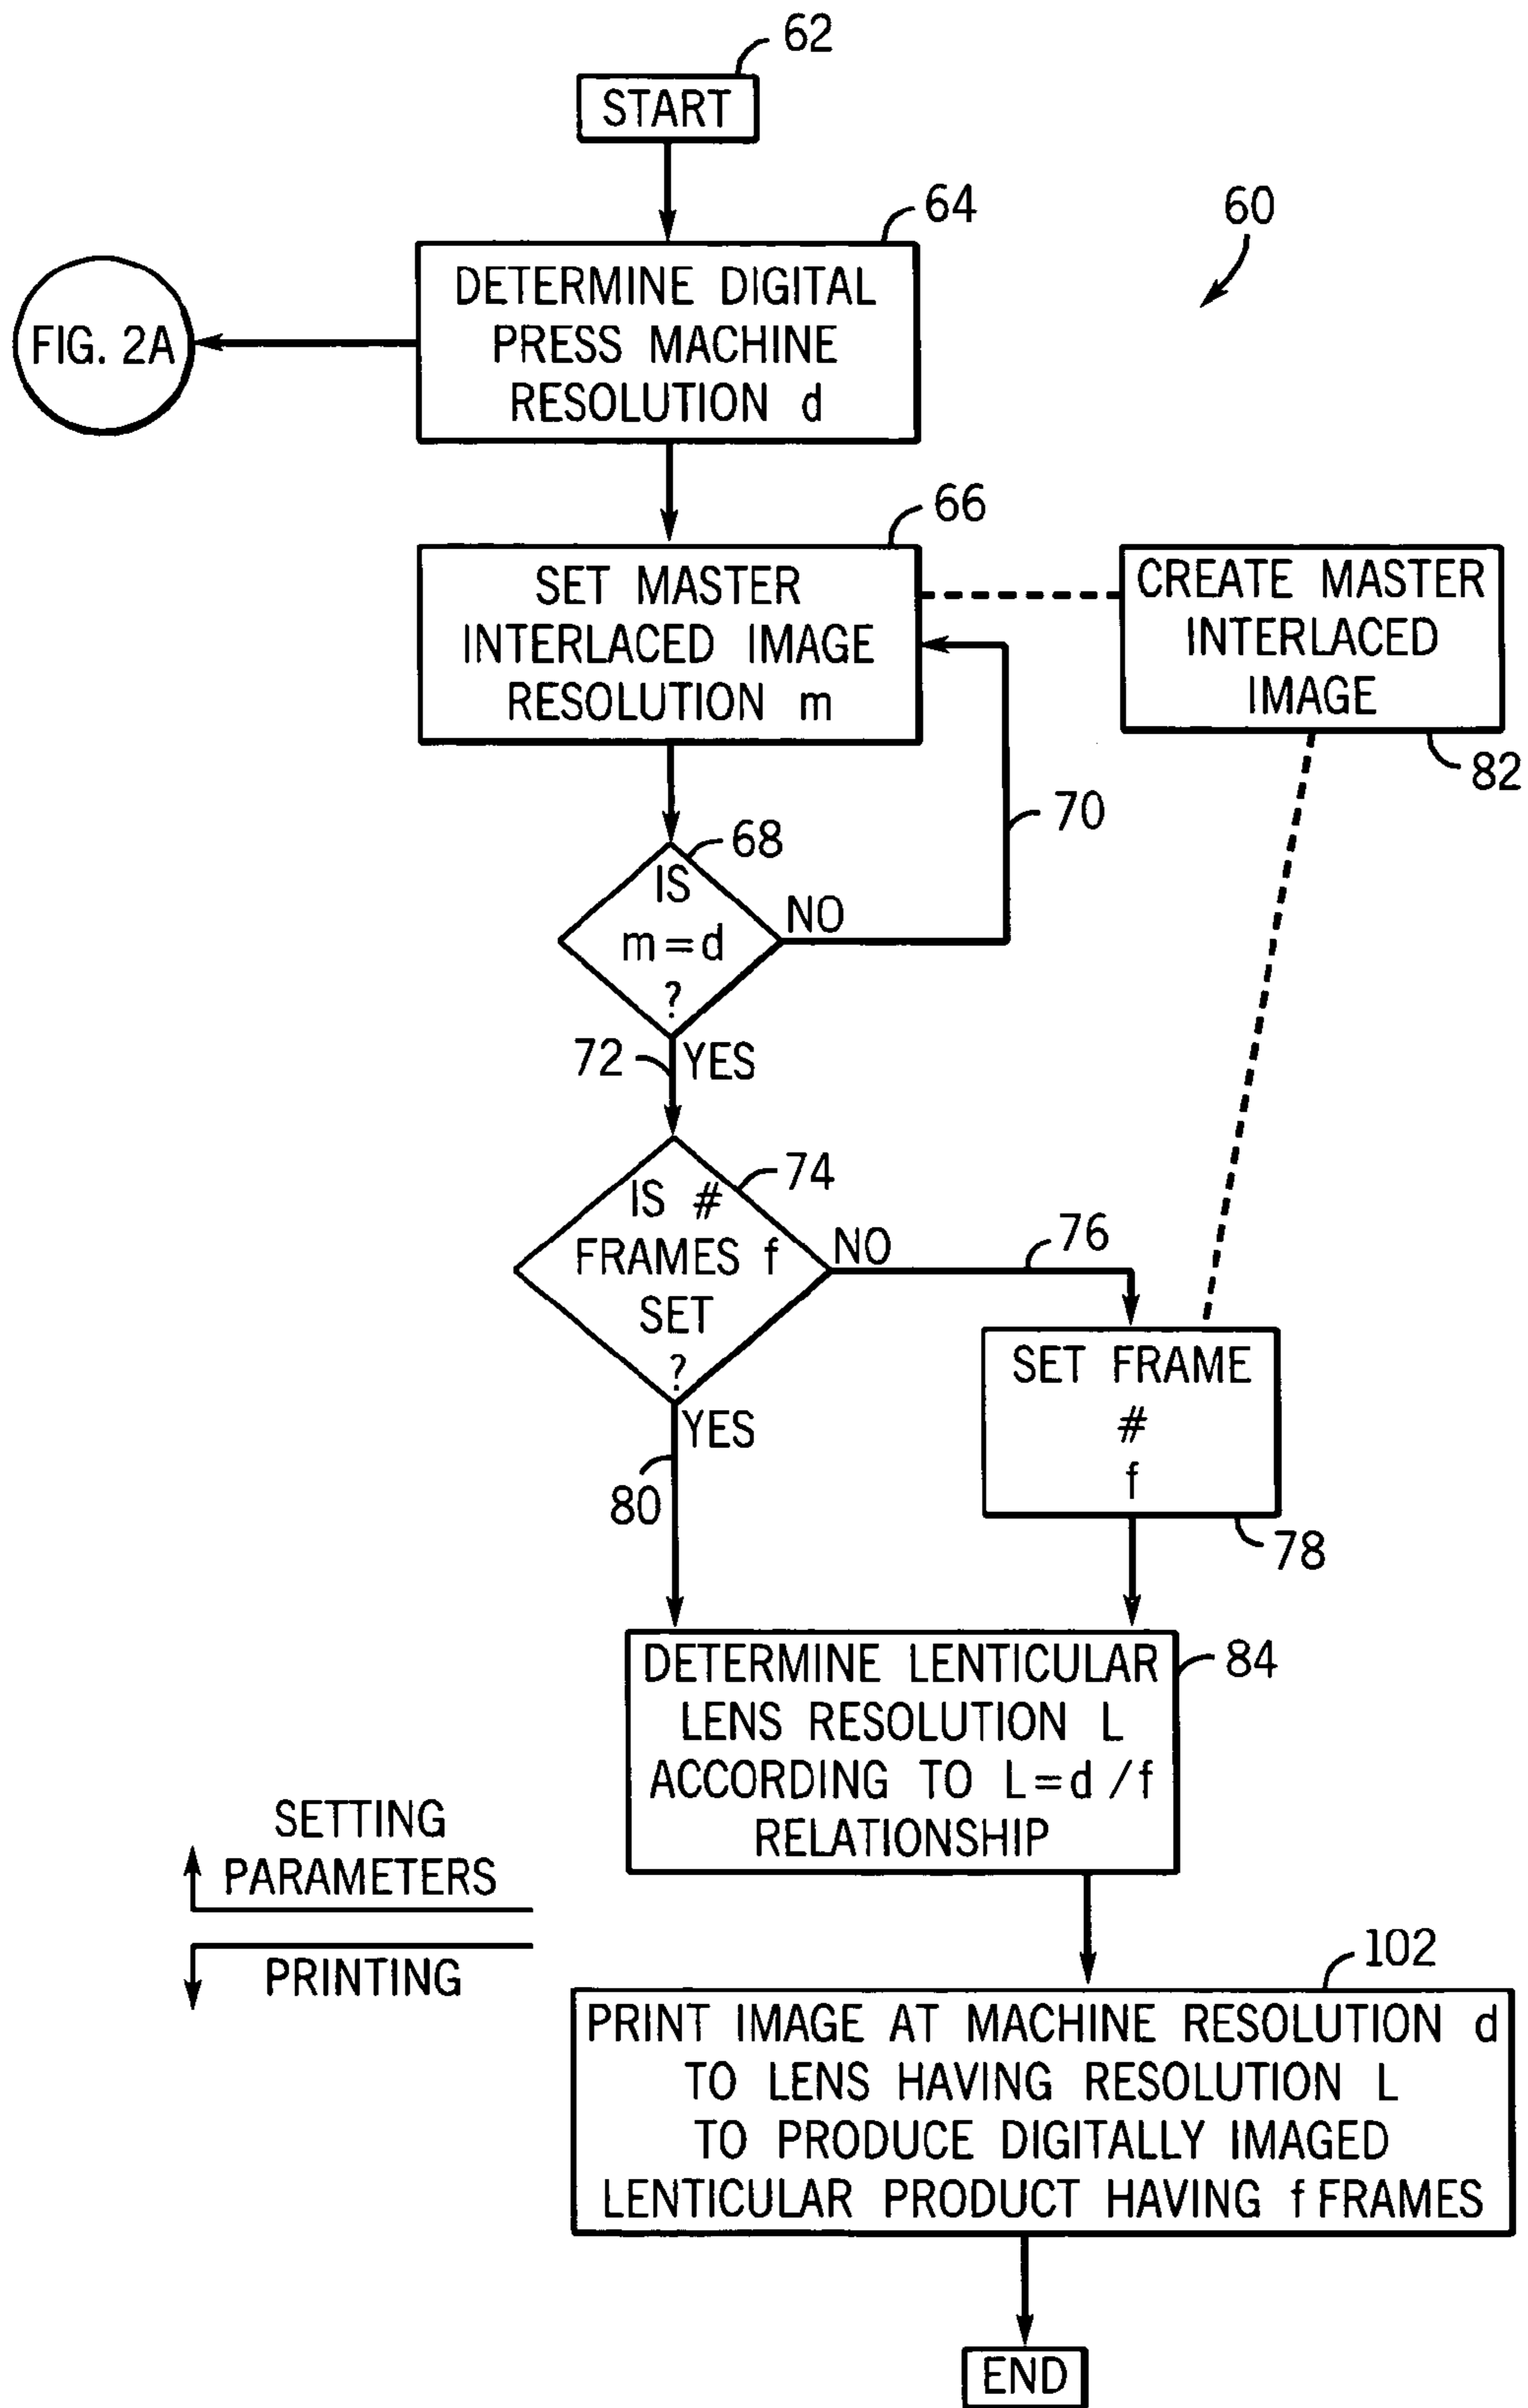 62
START
64
60
DETERMINE DIGITAL
PRESS MACHINE
RESOLUTION d
FIG. 2A
66
SET MASTER
INTERLACED IMAGE
RESOLUTION m
CREATE MASTER
INTERLACED
IMAGE
82
70
68
IS
m=d
?
NO
72
YES
74
IS #
FRAMES f
SET
?
NO
76
YES
80
SET FRAME
#
f
78
DETERMINE LENTICULAR
LENS RESOLUTION L
ACCORDING TO L=d/f
RELATIONSHIP
84
SETTING
PARAMETERS
PRINTING
102
PRINT IMAGE AT MACHINE RESOLUTION d
TO LENS HAVING RESOLUTION L
TO PRODUCE DIGITALLY IMAGED
LENTICULAR PRODUCT HAVING f FRAMES
END